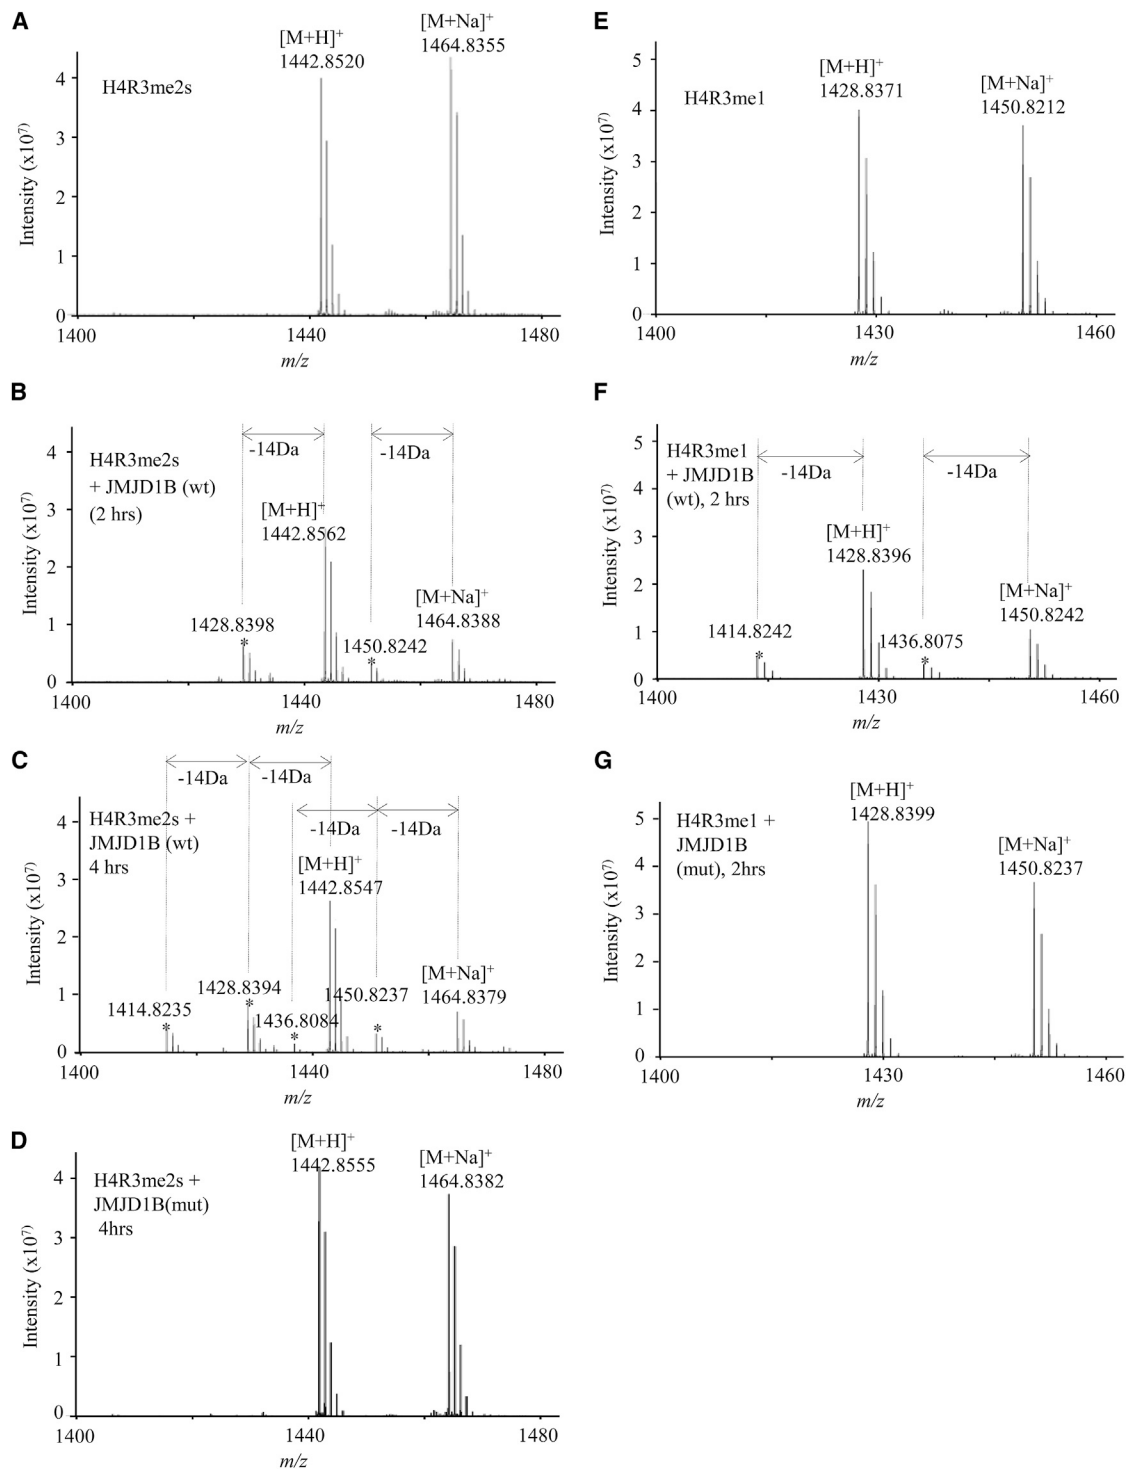 A
[M+H]+
1442.8520
[M+Na]+
1464.8355
H4R3me2s
Intensity (x10⁷)
4
3
2
1
0
1400
1440
1480
m/z
B
-14Da
-14Da
H4R3me2s
+ JMJD1B (wt)
(2 hrs)
[M+H]+
1442.8562
[M+Na]+
1464.8388
1428.8398
*
1450.8242
*
Intensity (x10⁷)
4
3
2
1
0
1400
1440
1480
m/z
C
-14Da
-14Da
-14Da
-14Da
H4R3me2s +
JMJD1B (wt)
4 hrs
[M+H]+
1442.8547
[M+Na]+
1464.8379
1414.8235
*
1428.8394
*
1436.8084
*
1450.8237
*
Intensity (x10⁷)
4
3
2
1
0
1400
1440
1480
m/z
D
[M+H]+
1442.8555
[M+Na]+
1464.8382
H4R3me2s +
JMJD1B(mut)
4hrs
Intensity (x10⁷)
4
3
2
1
0
1400
1440
1480
m/z
E
[M+H]+
1428.8371
[M+Na]+
1450.8212
H4R3me1
Intensity (x10⁷)
5
4
3
2
1
0
1400
1430
1460
m/z
F
-14Da
-14Da
H4R3me1
+ JMJD1B
(wt), 2 hrs
[M+H]+
1428.8396
[M+Na]+
1450.8242
1414.8242
*
1436.8075
*
Intensity (x10⁷)
5
4
3
2
1
0
1400
1430
1460
m/z
G
[M+H]+
1428.8399
[M+Na]+
1450.8237
H4R3me1 +
JMJD1B
(mut), 2hrs
Intensity (x10⁷)
5
4
3
2
1
0
1400
1430
1460
m/z